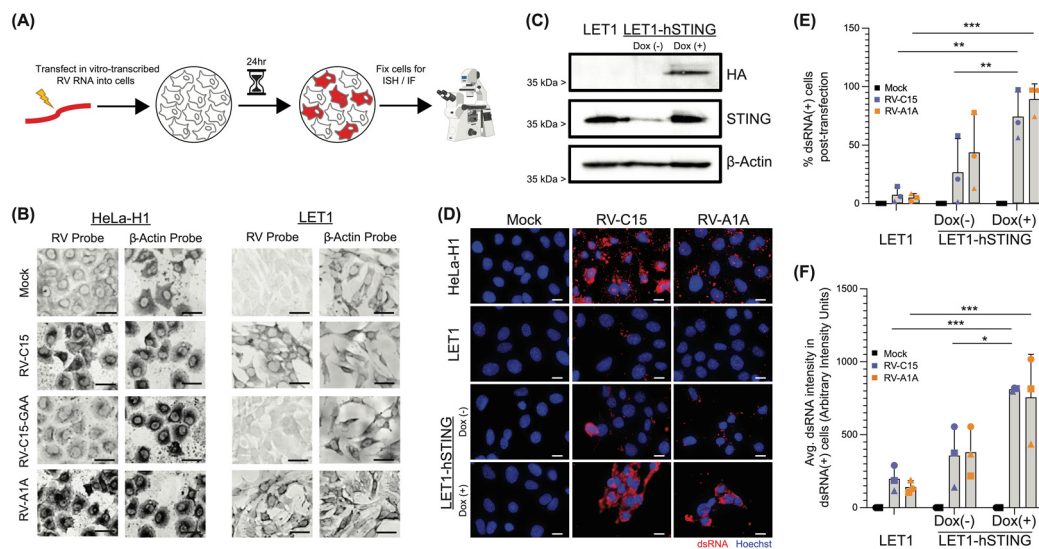 (A)
Transfect in vitro-transcribed
RV RNA into cells
24hr
Fix cells for
ISH / IF
(B)
HeLa-H1
LET1
RV Probe
β-Actin Probe
RV Probe
β-Actin Probe
Mock
RV-C15
RV-C15-GAA
RV-A1A
(C)
LET1 LET1-hSTING
Dox (-) Dox (+)
35 kDa >
HA
35 kDa >
STING
35 kDa >
β-Actin
(D)
Mock
RV-C15
RV-A1A
HeLa-H1
LET1
LET1-hSTING
Dox (-)
Dox (+)
dsRNA Hoechst
(E)
% dsRNA(+) cells
post-transfection
150
100
50
0
***
**
**
Mock
RV-C15
RV-A1A
Dox(-) Dox(+)
LET1 LET1-hSTING
(F)
Avg. dsRNA intensity in
dsRNA(+) cells (Arbitrary Intensity Units)
1500
1000
500
0
***
***
*
Mock
RV-C15
RV-A1A
Dox(-) Dox(+)
LET1 LET1-hSTING